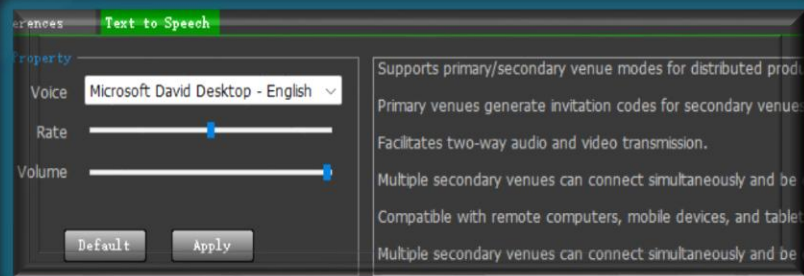 erences
Text to Speech
Property
Voice
Microsoft David Desktop - English
Rate
Volume
Default
Apply
Supports primary/secondary venue modes for distributed produ
Primary venues generate invitation codes for secondary venue
Facilitates two-way audio and video transmission.
Multiple secondary venues can connect simultaneously and be
Compatible with remote computers, mobile devices, and tablet
Multiple secondary venues can connect simultaneously and be